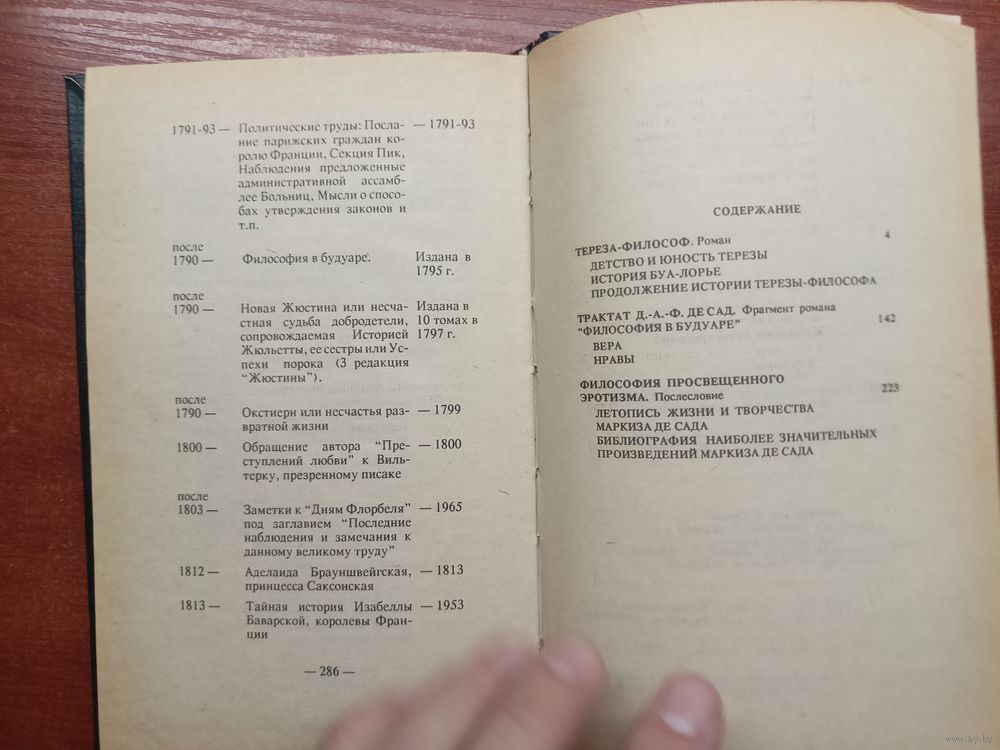 1791-93 — Политические труды: Посла- — 1791-93
ние парижских граждан ко-
ролю Франции, Секция Пик,
Наблюдения предложенные
административной ассамб-
лее Больниц, Мысли о спосо-
бах утверждения законов и
т.п.
после
1790 — Философия в будуаре. Издана в
1795 г.
после
1790 — Новая Жюстина или несча- Издана в
стная судьба добродетели, 10 томах в
сопровождаемая Историей 1797 г.
Жюльетты, ее сестры или Ус-
пехи порока (3 редакция
“Жюстины”).
после
1790 — Окстиерн или несчастья раз- — 1799
вратной жизни
1800 — Обращение автора “Пре- — 1800
ступлений любви” к Виль-
терку, презренному писаке
после
1803 — Заметки к “Дням Флорбеля” — 1965
под заглавием “Последние
наблюдения и замечания к
данному великому труду”
1812 — Аделаида Брауншвейгская, — 1813
принцесса Саксонская
1813 — Тайная история Изабеллы — 1953
Баварской, королевы Фран-
ции
— 286 —
СОДЕРЖАНИЕ
ТЕРЕЗА-ФИЛОСОФ. Роман 4
ДЕТСТВО И ЮНОСТЬ ТЕРЕЗЫ
ИСТОРИЯ БУА-ЛОРЬЕ
ПРОДОЛЖЕНИЕ ИСТОРИИ ТЕРЕЗЫ-ФИЛОСОФА
ТРАКТАТ Д.-А.-Ф. ДЕ САД. Фрагмент романа
“ФИЛОСОФИЯ В БУДУАРЕ” 142
ВЕРА
НРАВЫ
ФИЛОСОФИЯ ПРОСВЕЩЕННОГО
ЭРОТИЗМА. Послесловие 223
ЛЕТОПИСЬ ЖИЗНИ И ТВОРЧЕСТВА
МАРКИЗА ДЕ САДА
БИБЛИОГРАФИЯ НАИБОЛЕЕ ЗНАЧИТЕЛЬНЫХ
ПРОИЗВЕДЕНИЙ МАРКИЗА ДЕ САДА
www.ay.by